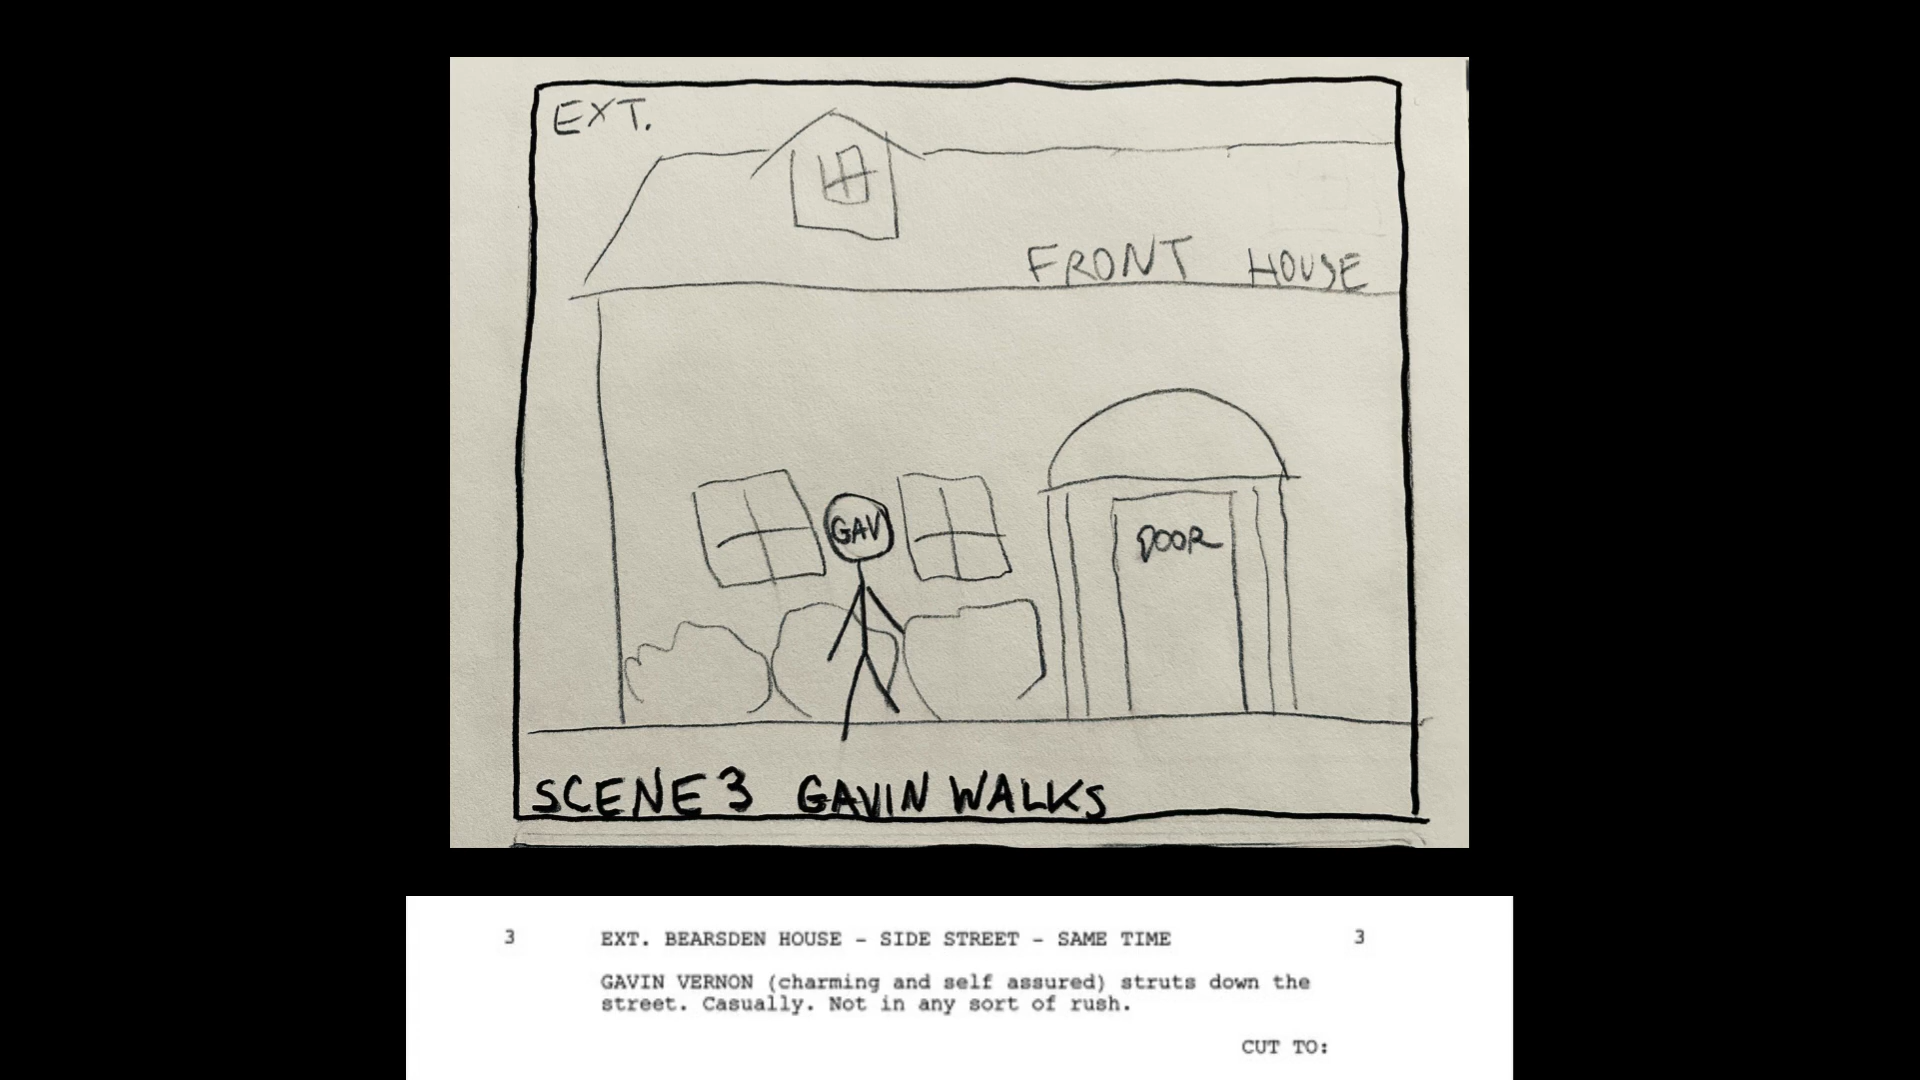 EXT.
FRONT HOUSE
GAV
DOOR
SCENE 3 GAVIN WALKS
3 EXT. BEARSDEN HOUSE - SIDE STREET - SAME TIME 3
GAVIN VERNON (charming and self assured) struts down the
street. Casually. Not in any sort of rush.
CUT TO: